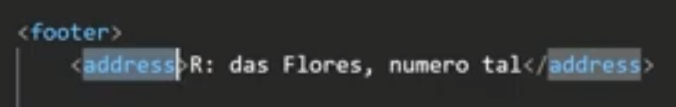 <footer>
<address>R: das Flores, numero tal</address>